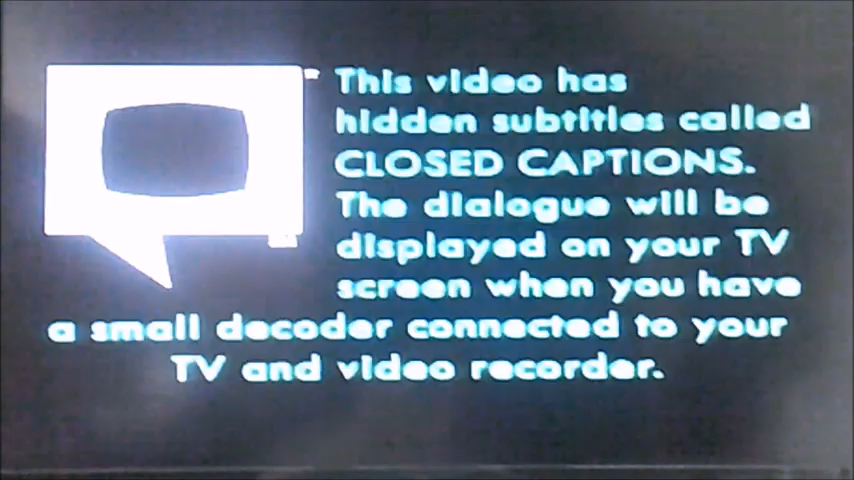 This video has
hidden subtitles called
CLOSED CAPTIONS.
The dialogue will be
displayed on your TV
screen when you have
a small decoder connected to your
TV and video recorder.